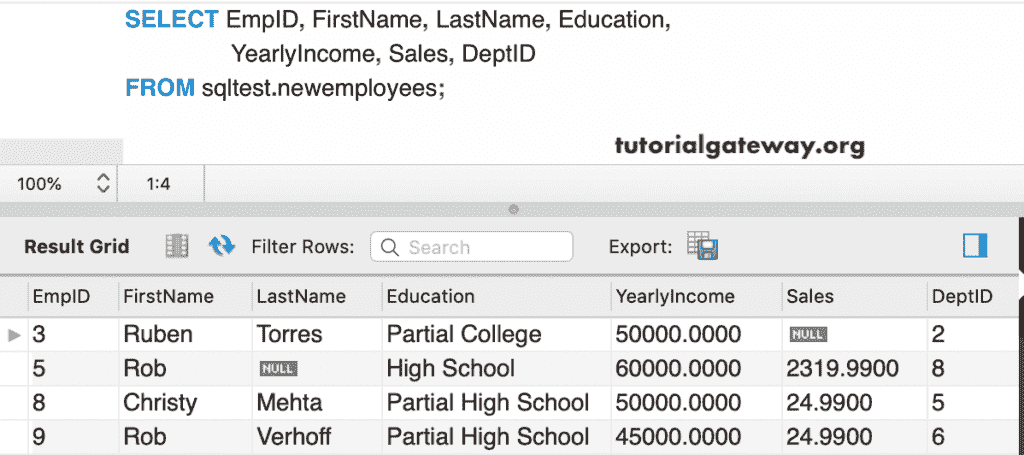 SELECT EmpID, FirstName, LastName, Education,
YearlyIncome, Sales, DeptID
FROM sqltest.newemployees;
tutorialgateway.org
100% 1:4
Result Grid Filter Rows: Search Export:
EmpID FirstName LastName Education YearlyIncome Sales DeptID
3 Ruben Torres Partial College 50000.0000 NULL 2
5 Rob NULL High School 60000.0000 2319.9900 8
8 Christy Mehta Partial High School 50000.0000 24.9900 5
9 Rob Verhoff Partial High School 45000.0000 24.9900 6